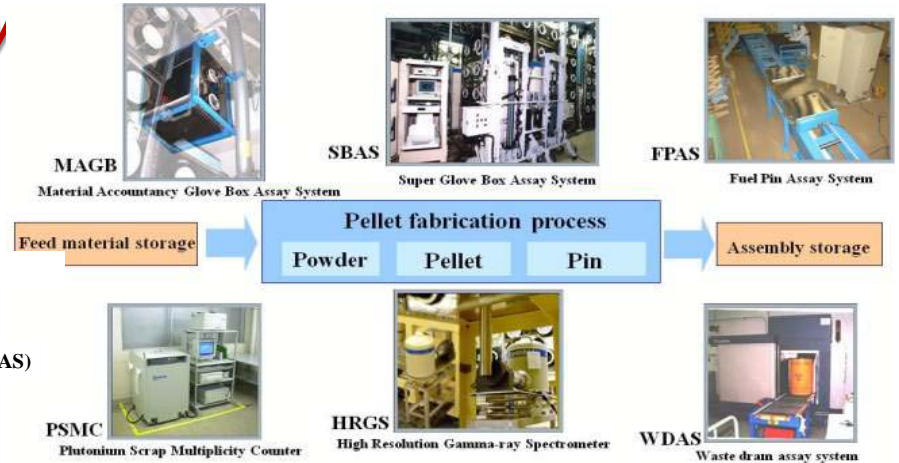 MAGB
Material Accountancy Glove Box Assay System
SBAS
Super Glove Box Assay System
FPAS
Fuel Pin Assay System
Feed material storage
Pellet fabrication process
Powder
Pellet
Pin
Assembly storage
AS)
PSMC
Plutonium Scrap Multiplicity Counter
HRGS
High Resolution Gamma-ray Spectrometer
WDAS
Waste dram assay system